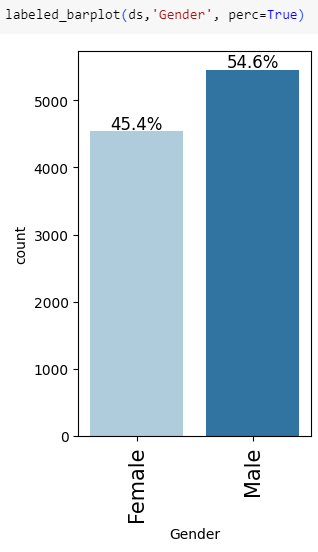 labeled_barplot(ds,'Gender', perc=True)
54.6%
45.4%
5000
4000
3000
2000
1000
0
count
Female
Male
Gender